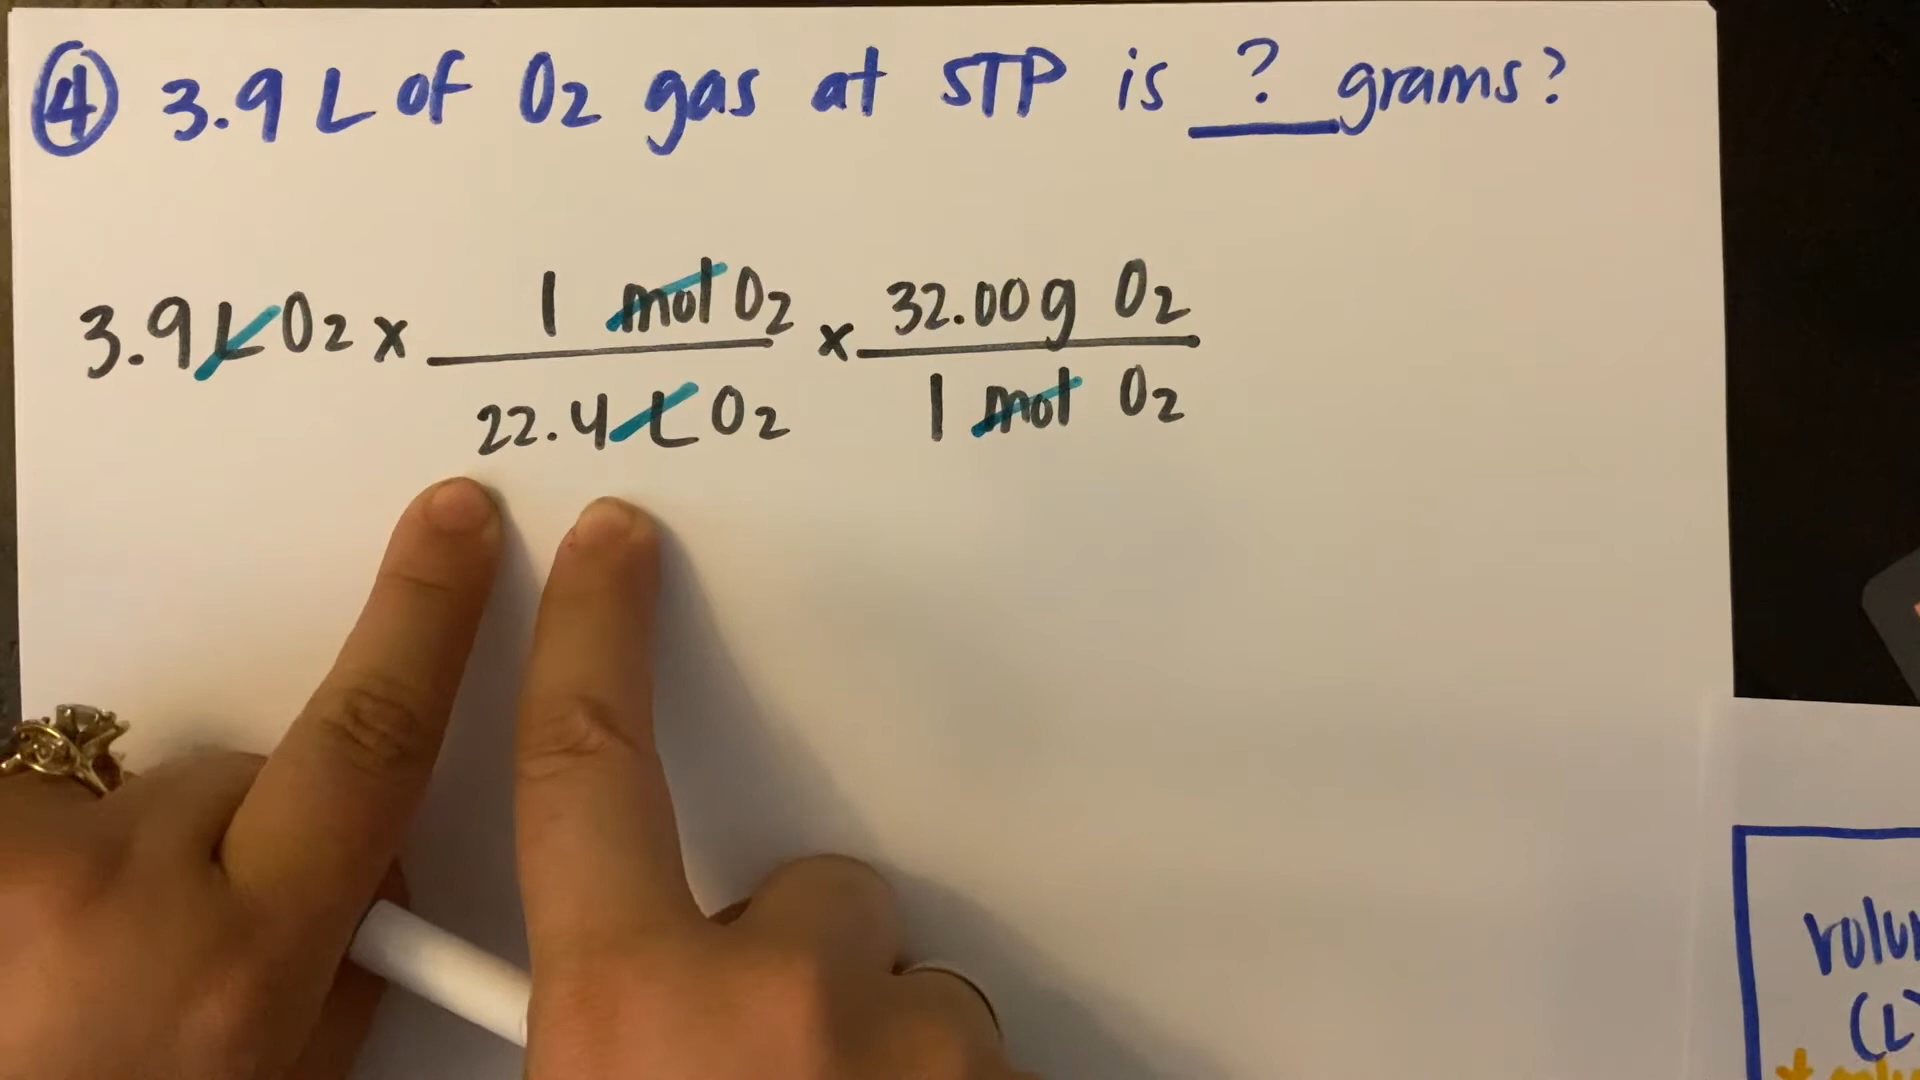 ④ 3.9 L of O₂ gas at STP is ? grams?
3.9 L O₂ x 1 mol O₂ / 22.4 L O₂ x 32.00 g O₂ / 1 mol O₂
(L)